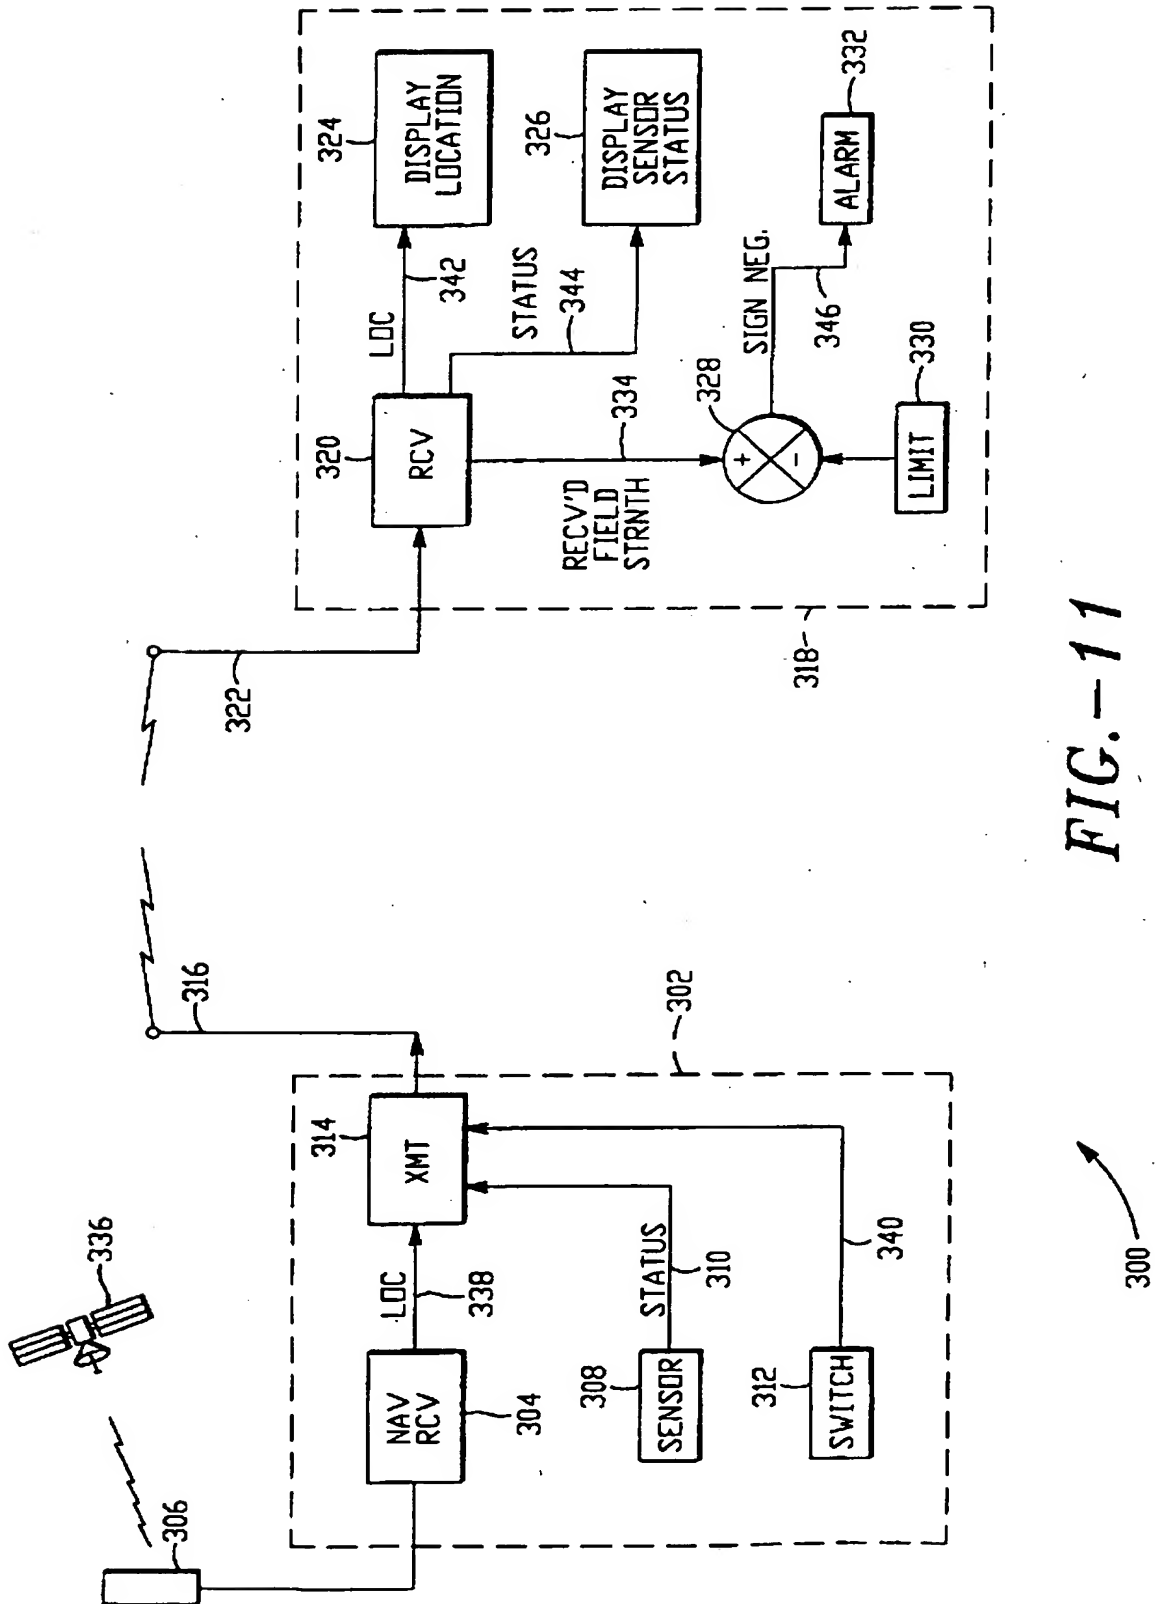 336
306
NAV
RCV
304
LOC
338
XMT
314
316
SENSOR
308
STATUS
310
SWITCH
312
340
302
322
RCV
320
LOC
342
DISPLAY
LOCATION
324
STATUS
344
DISPLAY
SENSOR
STATUS
326
RECV'D
FIELD
STRNTH
334
+
-
328
SIGN NEG.
346
ALARM
332
LIMIT
330
318
300
FIG.-11